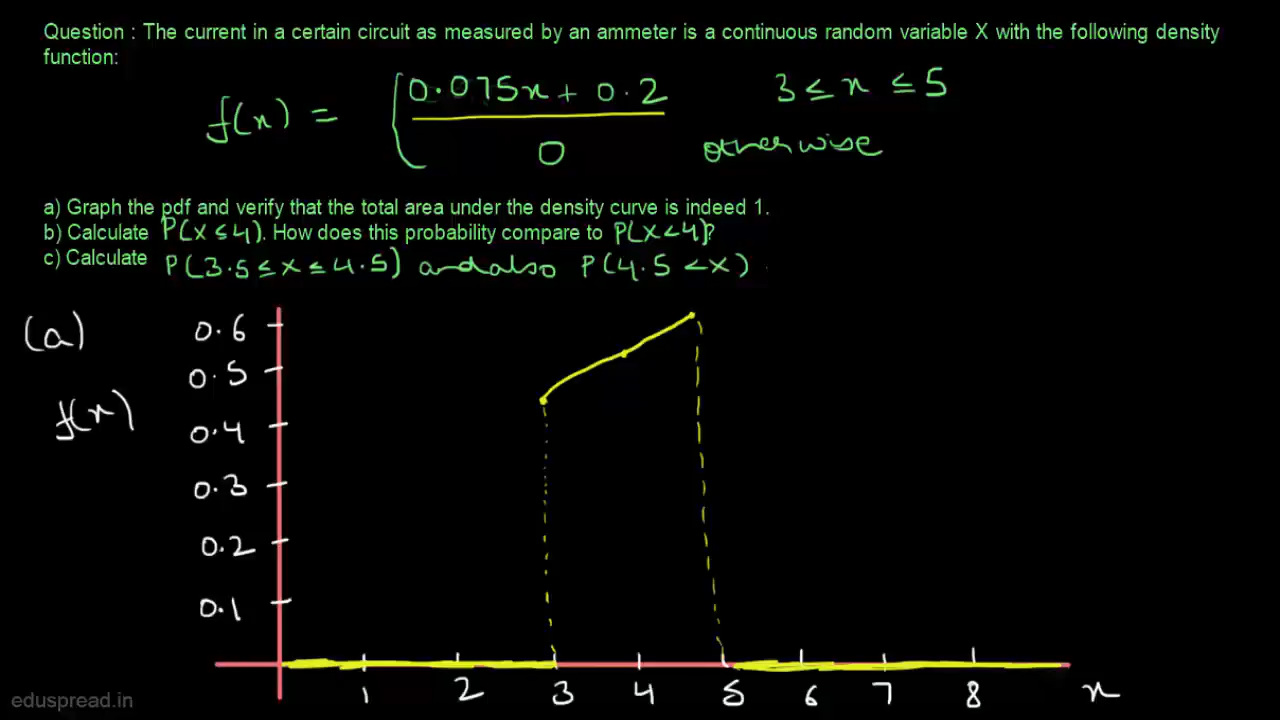 Question : The current in a certain circuit as measured by an ammeter is a continuous random variable X with the following density
function:
f(x) = { 0.075x + 0.2 3 ≤ x ≤ 5
0 otherwise
a) Graph the pdf and verify that the total area under the density curve is indeed 1.
b) Calculate P(X ≤ 4). How does this probability compare to P(X < 4)?
c) Calculate P(3.5 ≤ x ≤ 4.5) and also P(4.5 < X)
(a)
0.6
0.5
f(x)
0.4
0.3
0.2
0.1
1 2 3 4 5 6 7 8 x
eduspread.in